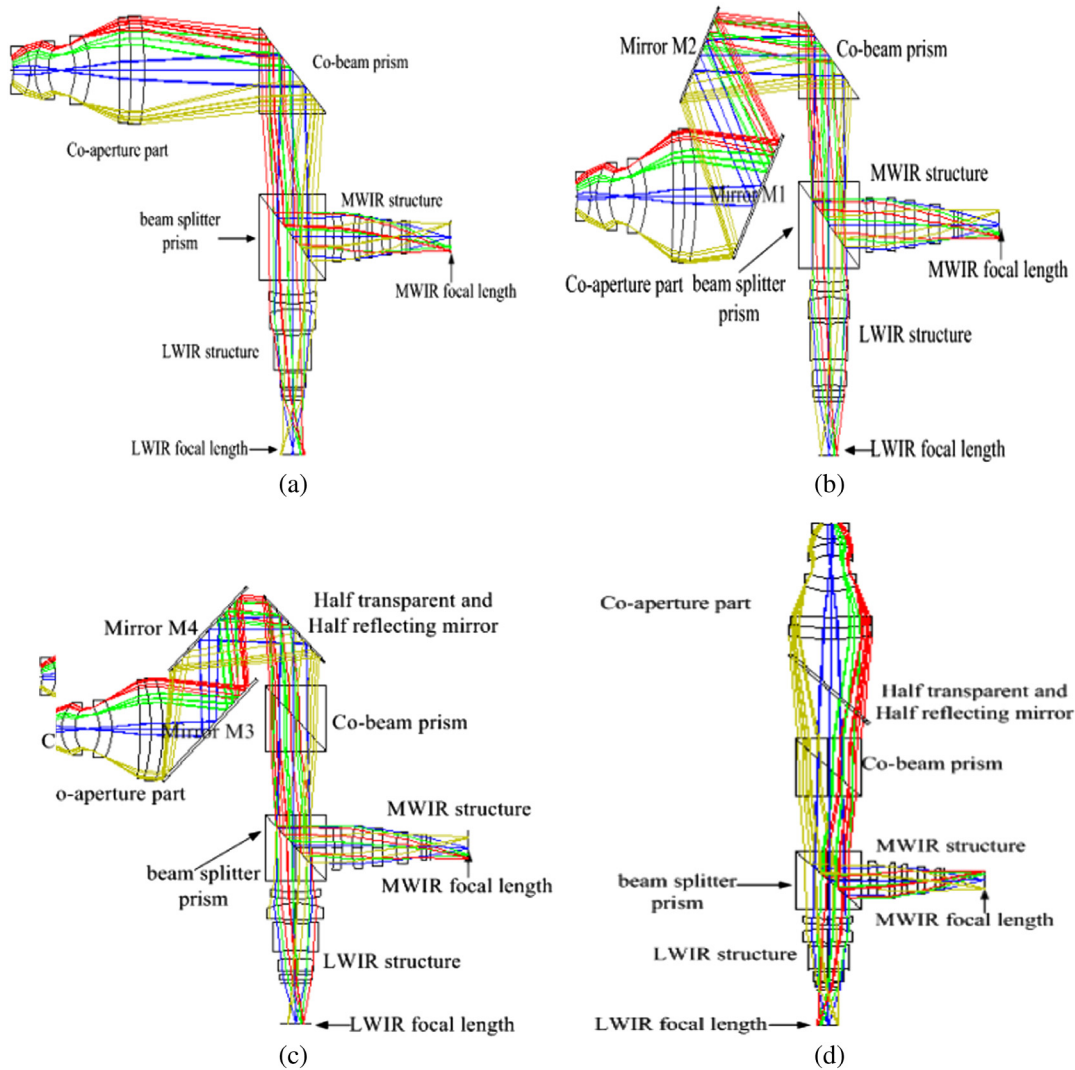 Co-beam prism
Co-aperture part
MWIR structure
beam splitter
prism
MWIR focal length
LWIR structure
LWIR focal length
(a)
Mirror M2
Co-beam prism
MWIR structure
Mirror M1
MWIR focal length
Co-aperture part beam splitter
prism
LWIR structure
LWIR focal length
(b)
Half transparent and
Half reflecting mirror
Mirror M4
Co-beam prism
Mirror M3
C
o-aperture part
MWIR structure
beam splitter
prism
MWIR focal length
LWIR structure
LWIR focal length
(c)
Co-aperture part
Half transparent and
Half reflecting mirror
Co-beam prism
MWIR structure
beam splitter
prism
MWIR focal length
LWIR structure
LWIR focal length
(d)